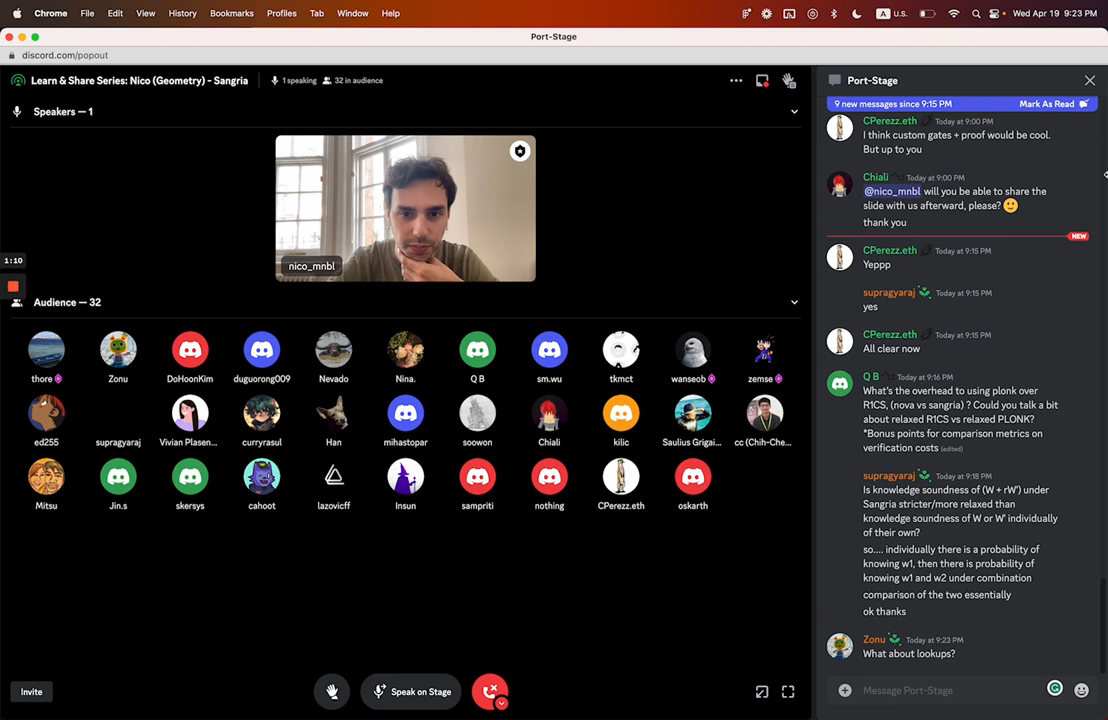 Chrome File Edit View History Bookmarks Profiles Tab Window Help A U.S. Wed Apr 19 9:23 PM
Port-Stage
discord.com/popout
Learn & Share Series: Nico (Geometry) - Sangria 1 speaking 32 in audience
Speakers — 1
nico_mnbl
1:10
Audience — 32
thore Zonu DoHoonKim duguorong009 Nevado Nina. Q B sm.wu tkmct wanseob zemse
ed255 supragyaraj Vivian Plasen... curryrasul Han mihastopar soowon Chiali kilic Saulius Grigai... cc (Chih-Che...
Mitsu Jin.s skersys cahoot lazovicff Insun sampriti nothing CPerezz.eth oskarth
Invite
Speak on Stage
Port-Stage
9 new messages since 9:15 PM Mark As Read
CPerezz.eth Today at 9:00 PM
I think custom gates + proof would be cool.
But up to you
Chiali Today at 9:00 PM
@nico_mnbl will you be able to share the
slide with us afterward, please? 🙂
thank you
NEW
CPerezz.eth Today at 9:15 PM
Yeppp
supragyaraj Today at 9:15 PM
yes
CPerezz.eth Today at 9:15 PM
All clear now
Q B Today at 9:16 PM
What's the overhead to using plonk over
R1CS, (nova vs sangria) ? Could you talk a bit
about relaxed R1CS vs relaxed PLONK?
*Bonus points for comparison metrics on
verification costs (edited)
supragyaraj Today at 9:18 PM
Is knowledge soundness of (W + rW') under
Sangria stricter/more relaxed than
knowledge soundness of W or W' individually
of their own?
so.... individually there is a probability of
knowing w1, then there is probability of
knowing w1 and w2 under combination
comparison of the two essentially
ok thanks
Zonu Today at 9:23 PM
What about lookups?
Message Port-Stage